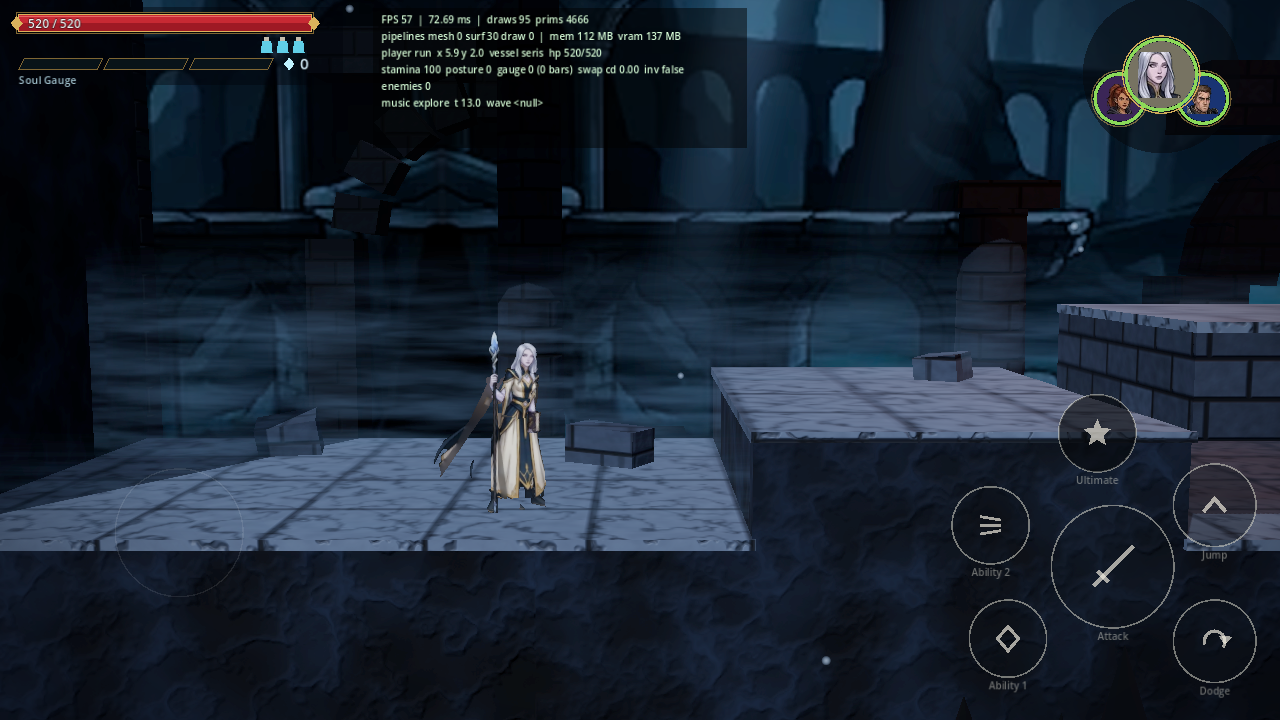 520 / 520
0
Soul Gauge
FPS 57 | 72.69 ms | draws 95 prims 4666
pipelines mesh 0 surf 30 draw 0 | mem 112 MB vram 137 MB
player run x 5.9 y 2.0 vessel seris hp 520/520
stamina 100 posture 0 gauge 0 (0 bars) swap cd 0.00 inv false
enemies 0
music explore t 13.0 wave <null>
Ultimate
Jump
Ability 2
Attack
Ability 1
Dodge